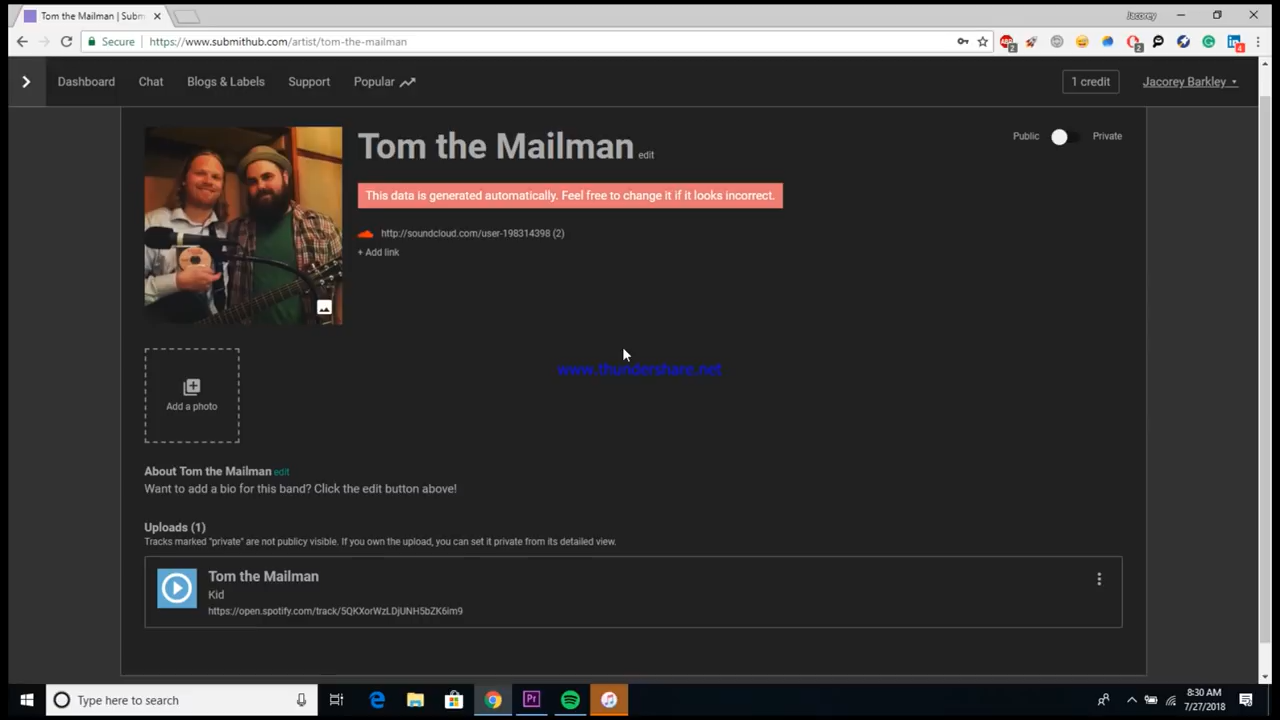 Tom the Mailman | Subm
Jacorey
Secure
https://www.submithub.com/artist/tom-the-mailman
2
2
4
Dashboard
Chat
Blogs & Labels
Support
Popular
1 credit
Jacorey Barkley
Tom the Mailman edit
Public
Private
This data is generated automatically. Feel free to change it if it looks incorrect.
http://soundcloud.com/user-198314398 (2)
+ Add link
www.thundershare.net
Add a photo
About Tom the Mailman edit
Want to add a bio for this band? Click the edit button above!
Uploads (1)
Tracks marked "private" are not publicy visible. If you own the upload, you can set it private from its detailed view.
Tom the Mailman
Kid
https://open.spotify.com/track/5QKXorWzLDjUNH5bZK6im9
Type here to search
Pr
8:30 AM
7/27/2018